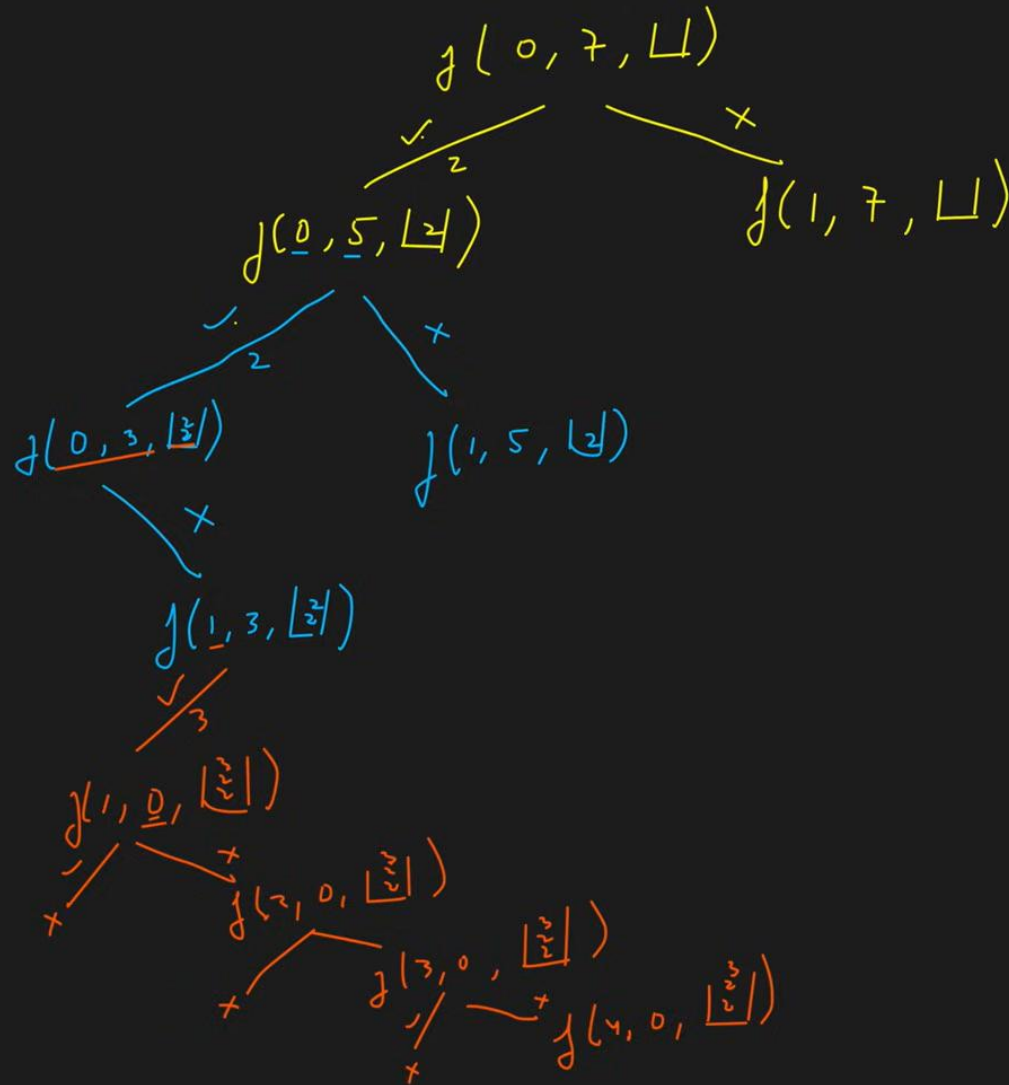 f(0, 7, ⌊⌋)
✓ ×
2
f(0, 5, [2]) f(1, 7, ⌊⌋)
✓ ×
2
f(0, 3, [2 2]) f(1, 5, [2])
×
f(1, 3, [2 2])
✓
3
f(1, 0, [3 2 2])
✓ ×
× f(2, 0, [3 2 2])
× f(3, 0, [3 2 2])
✓ × f(4, 0, [3 2 2])
×